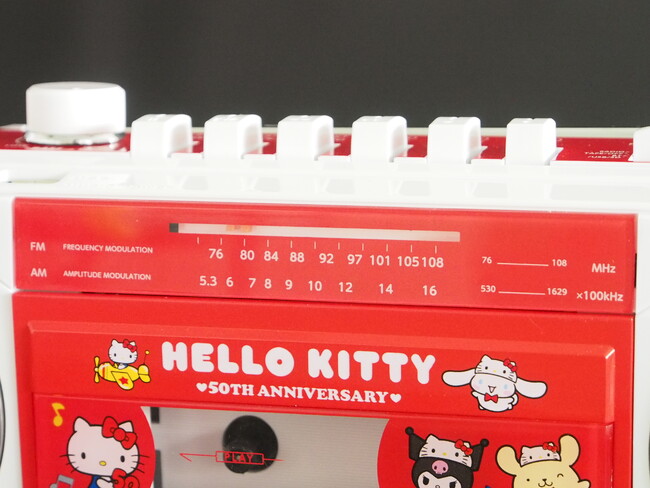 FM FREQUENCY MODULATION 76 80 84 88 92 97 101 105 108 76 108 MHz
AM AMPLITUDE MODULATION 5.3 6 7 8 9 10 12 14 16 530 1629 ×100kHz
HELLO KITTY
♥50TH ANNIVERSARY♥
PLAY
50